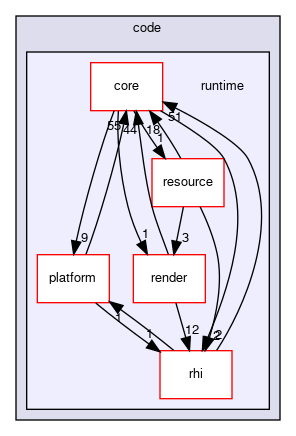 code
runtime
core
55
44
18
1
51
resource
9
1
3
platform
render
1
1
12
2
rhi